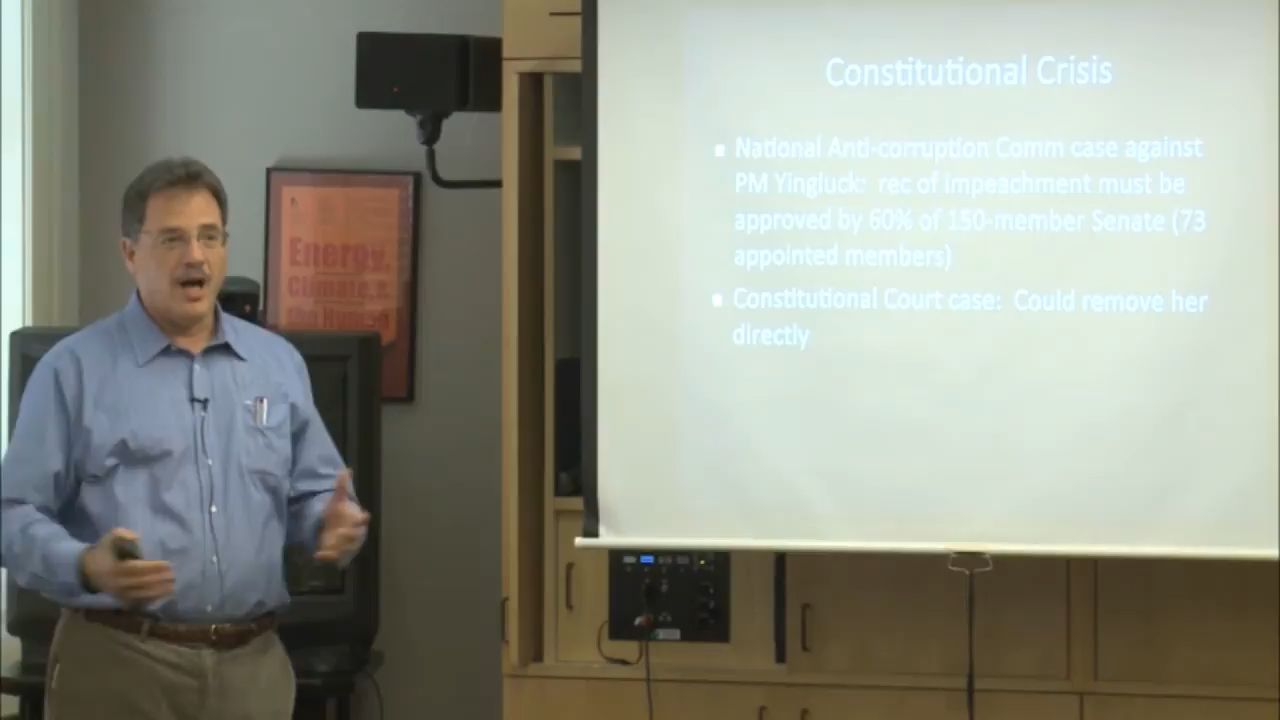 Constitutional Crisis
National Anti-corruption Comm case against
PM Yingluck: rec of impeachment must be
approved by 60% of 150-member Senate (73
appointed members)
Constitutional Court case: Could remove her
directly
Energy,
Climate,